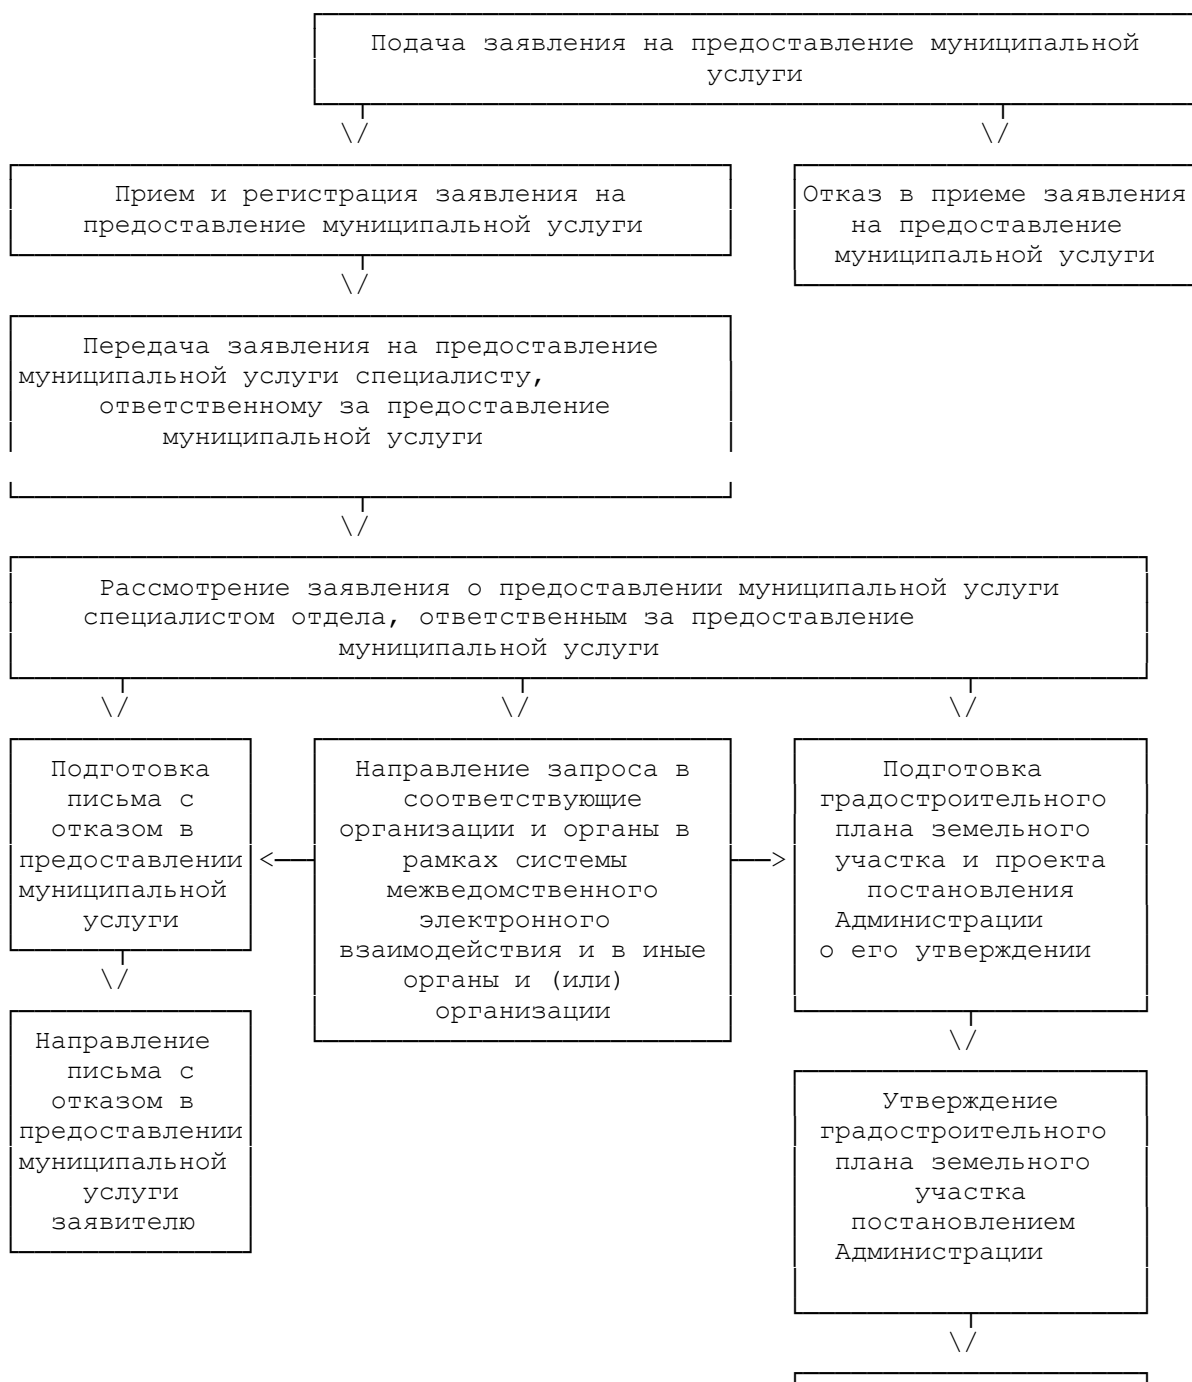 Подача заявления на предоставление муниципальной
услуги
Прием и регистрация заявления на
предоставление муниципальной услуги
Отказ в приеме заявления
на предоставление
муниципальной услуги
Передача заявления на предоставление
муниципальной услуги специалисту,
ответственному за предоставление
муниципальной услуги
Рассмотрение заявления о предоставлении муниципальной услуги
специалистом отдела, ответственным за предоставление
муниципальной услуги
Подготовка
письма с
отказом в
предоставлении
муниципальной
услуги
Направление запроса в
соответствующие
организации и органы в
рамках системы
межведомственного
электронного
взаимодействия и в иные
органы и (или)
организации
Подготовка
градостроительного
плана земельного
участка и проекта
постановления
Администрации
о его утверждении
Направление
письма с
отказом в
предоставлении
муниципальной
услуги
заявителю
Утверждение
градостроительного
плана земельного
участка
постановлением
Администрации